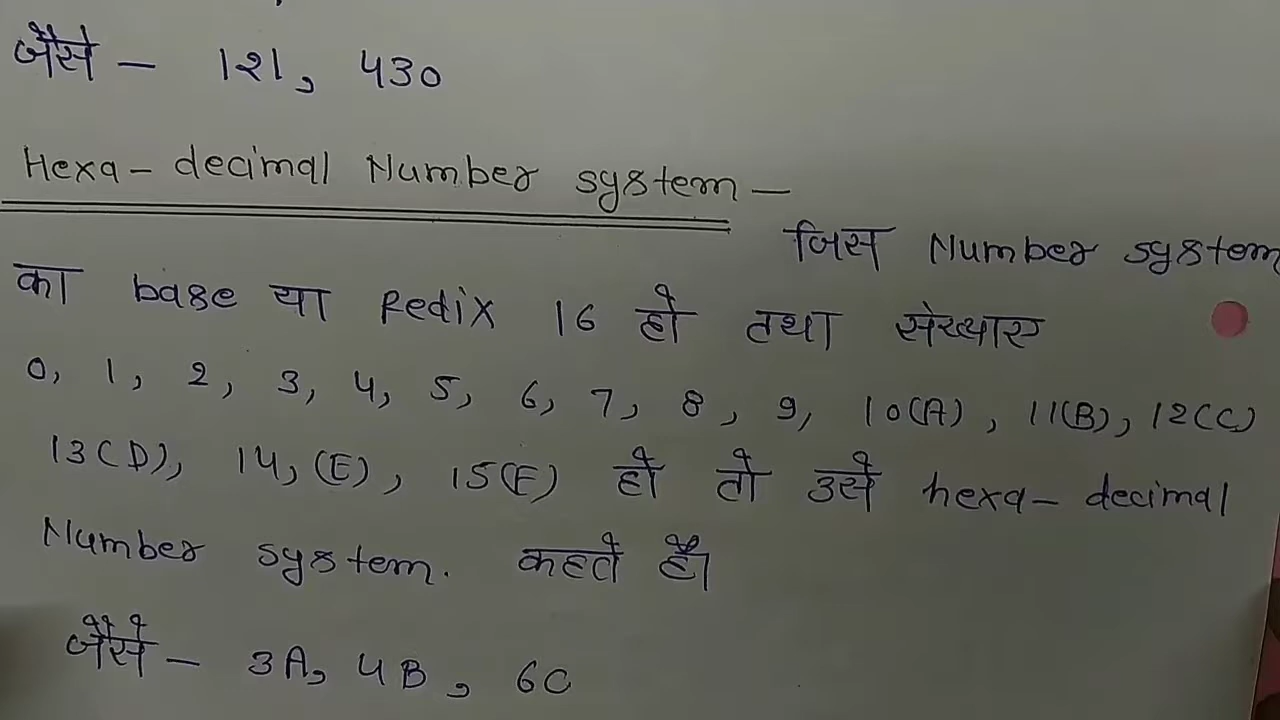 जैसे - 121, 430
Hexa-decimal Number system -
जिस Number system
का base या Redix 16 हो तथा संख्याए
0, 1, 2, 3, 4, 5, 6, 7, 8, 9, 10(A), 11(B), 12(C)
13(D), 14,(E), 15(F) हो तो उसे hexa-decimal
Number system. कहते हैं।
जैसे - 3A, 4B, 6C